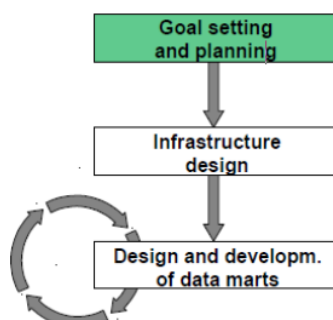 Goal setting
and planning
Infrastructure
design
Design and developm.
of data marts